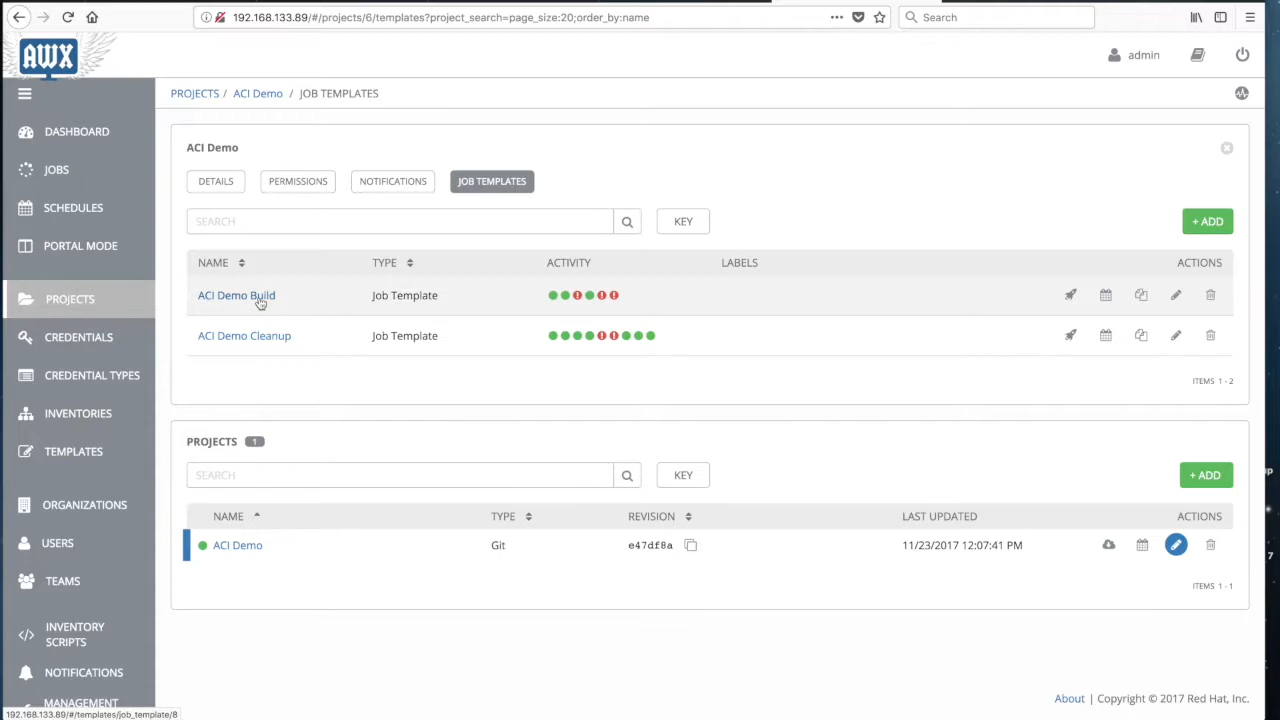 192.168.133.89/#/projects/6/templates?project_search=page_size:20;order_by:name
Search
AWX
admin
PROJECTS / ACI Demo / JOB TEMPLATES
DASHBOARD
JOBS
SCHEDULES
PORTAL MODE
PROJECTS
CREDENTIALS
CREDENTIAL TYPES
INVENTORIES
TEMPLATES
ORGANIZATIONS
USERS
TEAMS
INVENTORY
SCRIPTS
NOTIFICATIONS
MANAGEMENT
ACI Demo
DETAILS PERMISSIONS NOTIFICATIONS JOB TEMPLATES
SEARCH KEY + ADD
NAME TYPE ACTIVITY LABELS ACTIONS
ACI Demo Build Job Template
ACI Demo Cleanup Job Template
ITEMS 1 - 2
PROJECTS 1
SEARCH KEY + ADD
NAME TYPE REVISION LAST UPDATED ACTIONS
ACI Demo Git e47df8a 11/23/2017 12:07:41 PM
ITEMS 1 - 1
About | Copyright © 2017 Red Hat, Inc.
192.168.133.89/#/templates/job_template/8
up
7